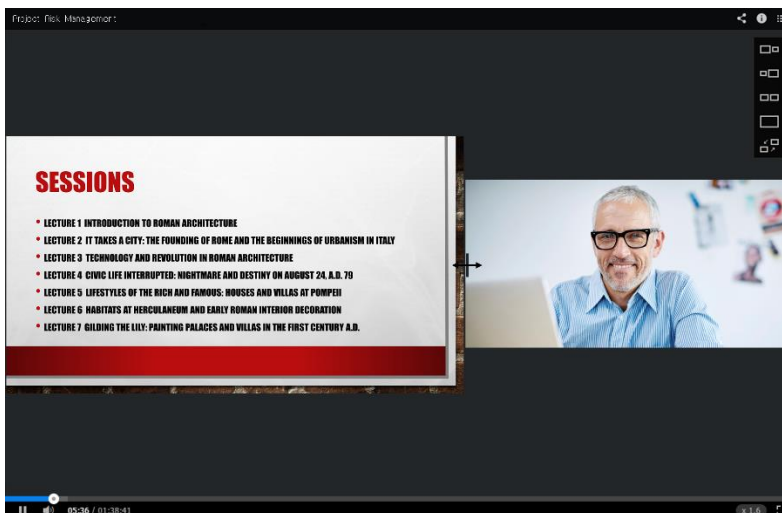 Project Risk Management
SESSIONS
• LECTURE 1 INTRODUCTION TO ROMAN ARCHITECTURE
• LECTURE 2 IT TAKES A CITY: THE FOUNDING OF ROME AND THE BEGINNINGS OF URBANISM IN ITALY
• LECTURE 3 TECHNOLOGY AND REVOLUTION IN ROMAN ARCHITECTURE
• LECTURE 4 CIVIC LIFE INTERRUPTED: NIGHTMARE AND DESTINY ON AUGUST 24, A.D. 79
• LECTURE 5 LIFESTYLES OF THE RICH AND FAMOUS: HOUSES AND VILLAS AT POMPEII
• LECTURE 6 HABITATS AT HERCULANEUM AND EARLY ROMAN INTERIOR DECORATION
• LECTURE 7 GILDING THE LILY: PAINTING PALACES AND VILLAS IN THE FIRST CENTURY A.D.
05:36 / 01:38:41
x 1.6